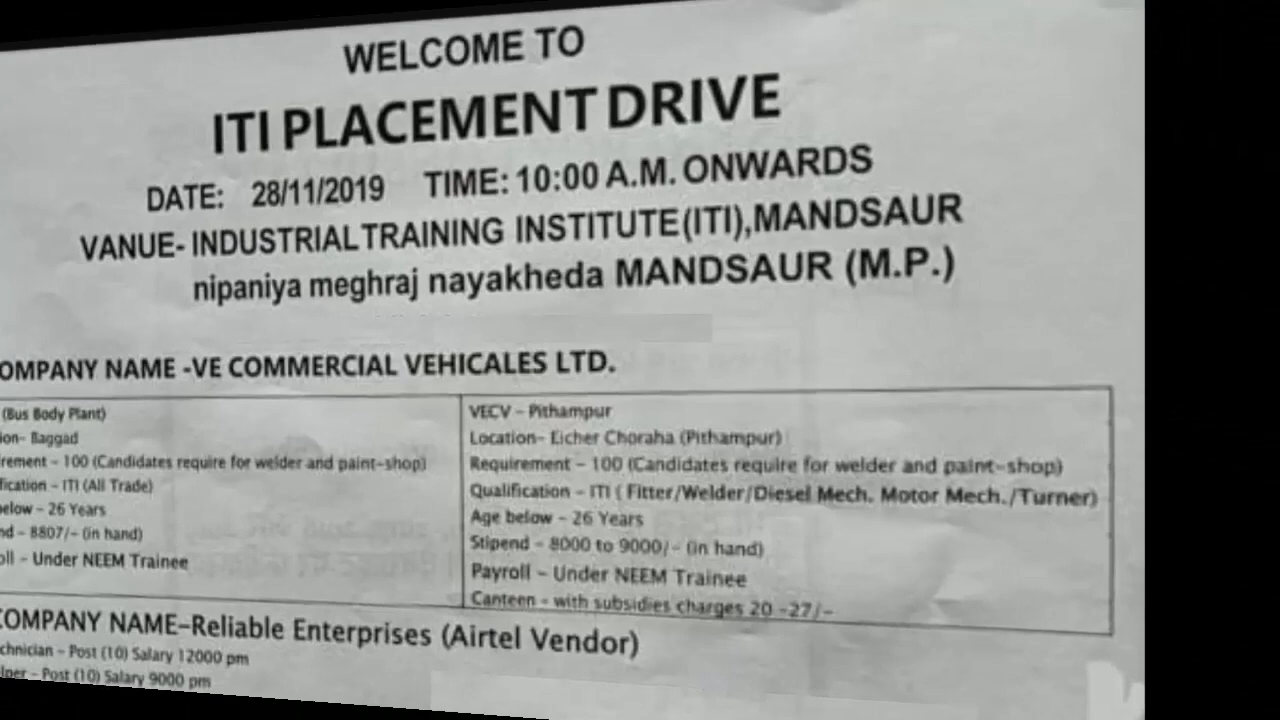 WELCOME TO
ITI PLACEMENT DRIVE
DATE: 28/11/2019 TIME: 10:00 A.M. ONWARDS
VANUE- INDUSTRIAL TRAINING INSTITUTE (ITI), MANDSAUR
nipaniya meghraj nayakheda MANDSAUR (M.P.)
OMPANY NAME -VE COMMERCIAL VEHICALES LTD.
(Bus Body Plant)
ion- Baggad
rement - 100 (Candidates require for welder and paint-shop)
fication - ITI (All Trade)
elow - 26 Years
nd - 8807/- (in hand)
oll - Under NEEM Trainee
VECV - Pithampur
Location- Eicher Choraha (Pithampur)
Requirement - 100 (Candidates require for welder and paint-shop)
Qualification - ITI ( Fitter/Welder/Diesel Mech. Motor Mech./Turner)
Age below - 26 Years
Stipend - 8000 to 9000/- (in hand)
Payroll - Under NEEM Trainee
Canteen - with subsidies charges 20 -27/-
COMPANY NAME-Reliable Enterprises (Airtel Vendor)
chnician - Post (10) Salary 12000 pm
lper - Post (10) Salary 9000 pm